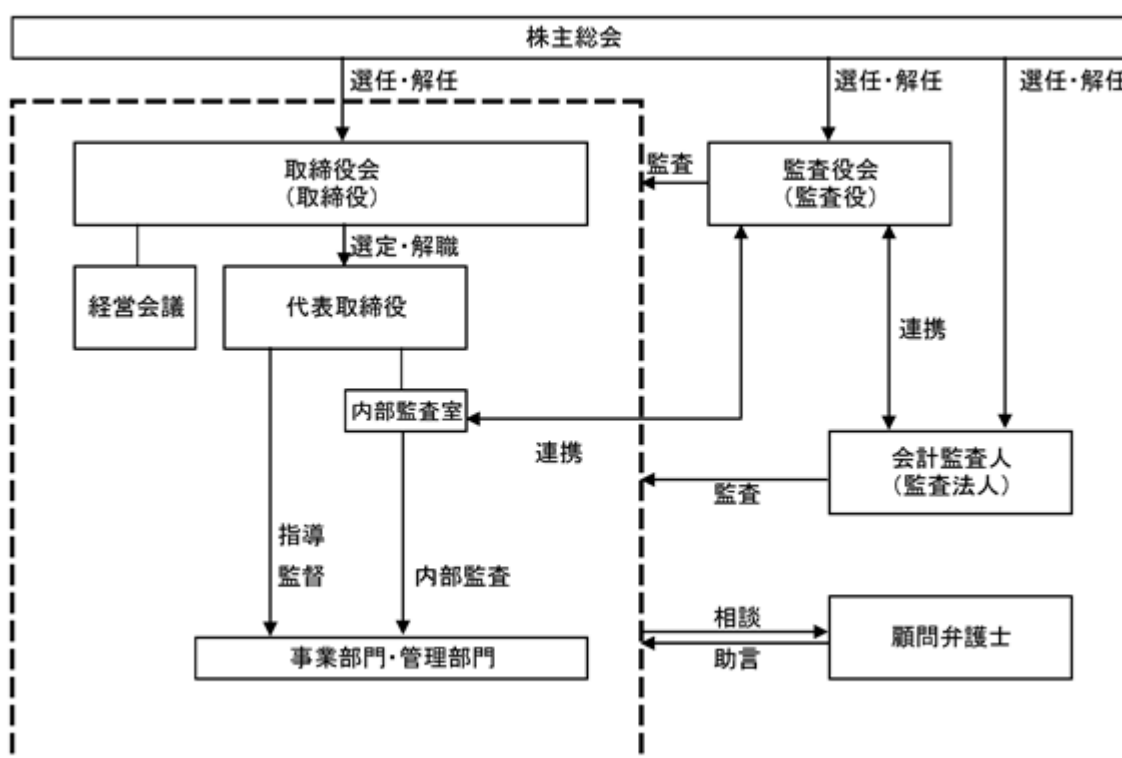 株主総会
選任・解任
選任・解任
選任・解任
取締役会
（取締役）
監査
監査役会
（監査役）
選定・解職
経営会議
代表取締役
連携
内部監査室
連携
会計監査人
（監査法人）
監査
指導
監督
内部監査
相談
助言
顧問弁護士
事業部門・管理部門